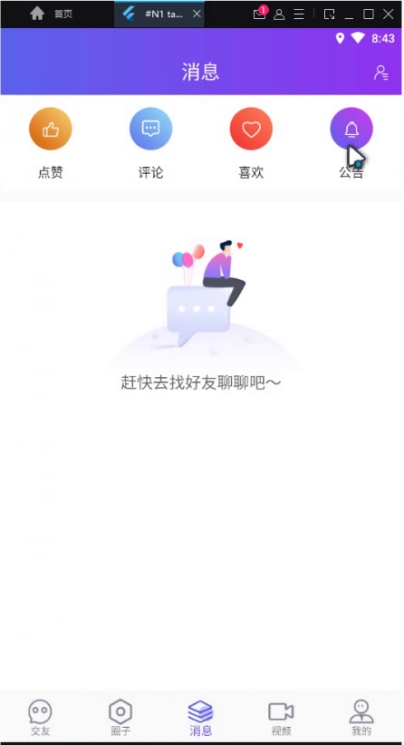 首页
#N1 ta...
1
8:43
消息
点赞 评论 喜欢 公告
赶快去找好友聊聊吧～
交友 圈子 消息 视频 我的